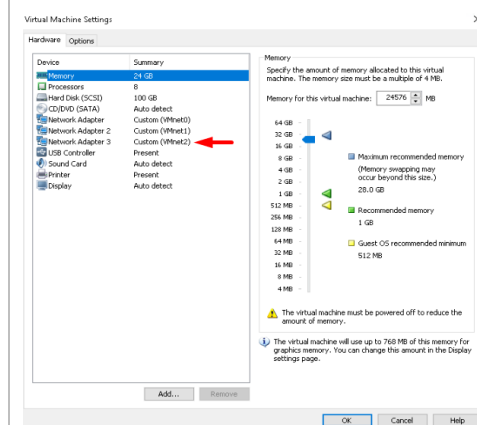 Virtual Machine Settings
Hardware Options
Device Summary
Memory 24 GB
Processors 8
Hard Disk (SCSI) 100 GB
CD/DVD (SATA) Auto detect
Network Adapter Custom (VMnet0)
Network Adapter 2 Custom (VMnet1)
Network Adapter 3 Custom (VMnet2)
USB Controller Present
Sound Card Auto detect
Printer Present
Display Auto detect
Add... Remove
Memory
Specify the amount of memory allocated to this virtual
machine. The memory size must be a multiple of 4 MB.
Memory for this virtual machine: 24576 MB
64 GB
32 GB
16 GB
8 GB
4 GB
2 GB
1 GB
512 MB
256 MB
128 MB
64 MB
32 MB
16 MB
8 MB
4 MB
Maximum recommended memory
(Memory swapping may
occur beyond this size.)
28.0 GB
Recommended memory
1 GB
Guest OS recommended minimum
512 MB
The virtual machine must be powered off to reduce the
amount of memory.
The virtual machine will use up to 768 MB of this memory for
graphics memory. You can change this amount in the Display
settings page.
OK Cancel Help